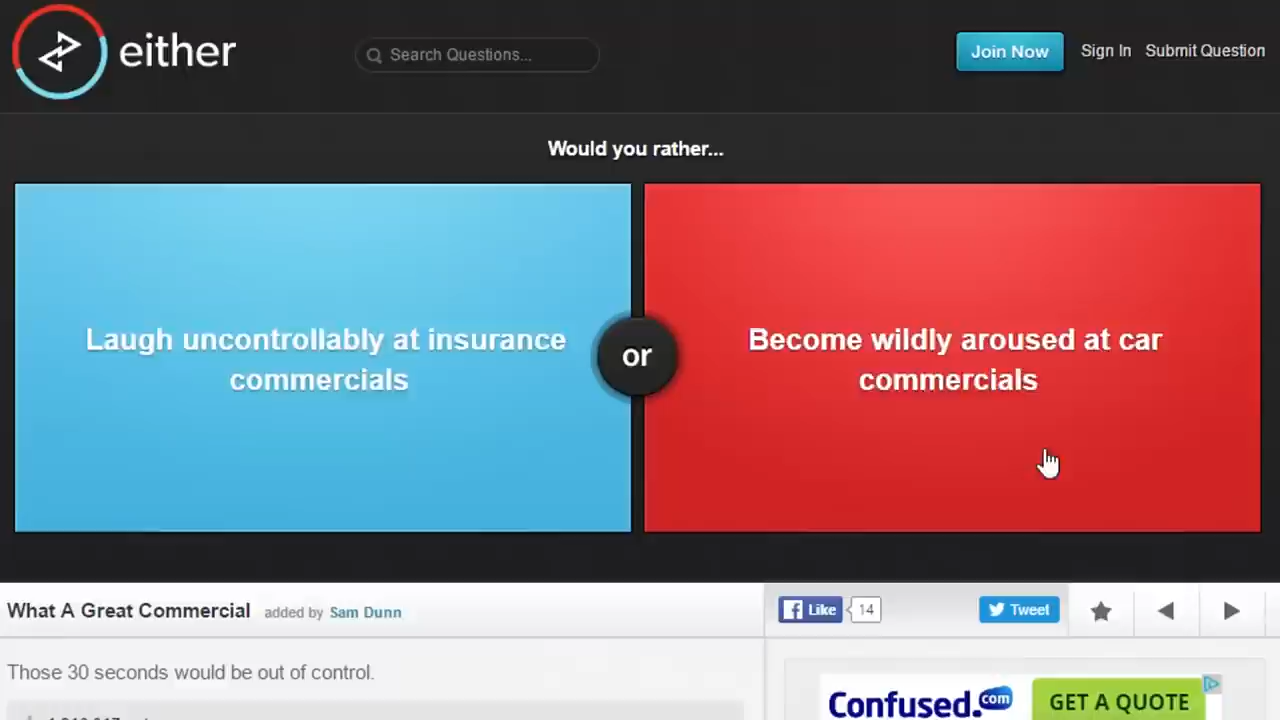 either
Search Questions...
Join Now
Sign In
Submit Question
Would you rather...
Laugh uncontrollably at insurance
commercials
or
Become wildly aroused at car
commercials
What A Great Commercial
added by Sam Dunn
Like
14
Tweet
Those 30 seconds would be out of control.
Confused.com
GET A QUOTE